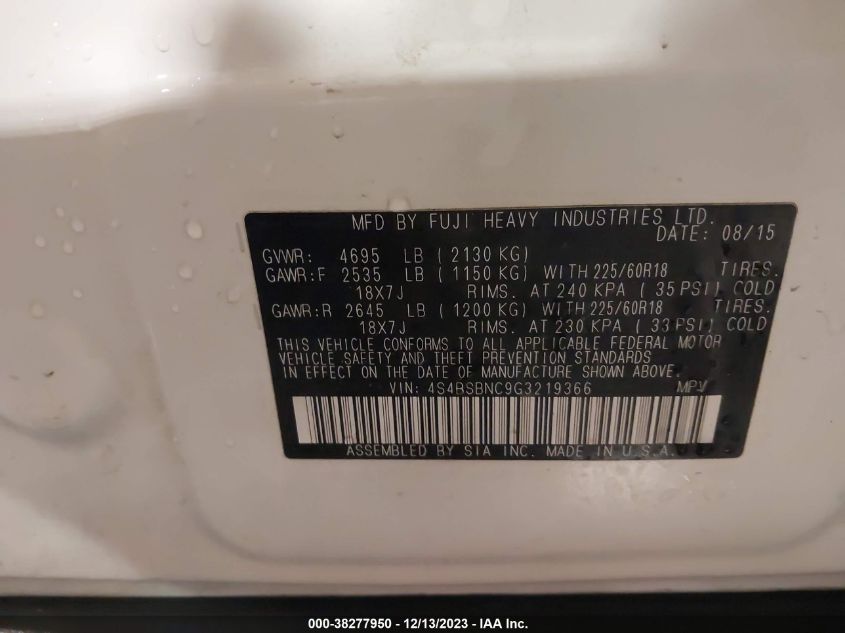 MFD BY FUJI HEAVY INDUSTRIES LTD.
DATE: 08/15
GVWR: 4695 LB ( 2130 KG)
GAWR:F 2535 LB ( 1150 KG) WITH 225/60R18 TIRES.
18X7J RIMS. AT 240 KPA ( 35 PSI) COLD
GAWR:R 2645 LB ( 1200 KG) WITH 225/60R18 TIRES.
18X7J RIMS. AT 230 KPA ( 33 PSI) COLD
THIS VEHICLE CONFORMS TO ALL APPLICABLE FEDERAL MOTOR
VEHICLE SAFETY AND THEFT PREVENTION STANDARDS
IN EFFECT ON THE DATE OF MANUFACTURE SHOWN ABOVE.
VIN: 4S4BSBNC9G3219366 MPV
ASSEMBLED BY SIA INC. MADE IN U.S.A.
000-38277950 - 12/13/2023 - IAA Inc.